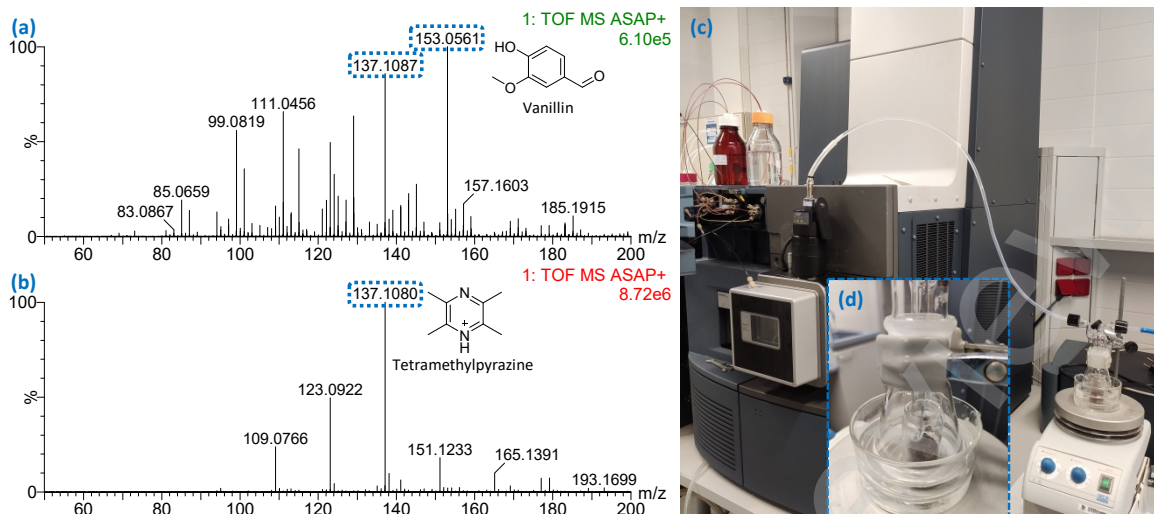 (a)
1: TOF MS ASAP+
6.10e5
100
%
0
153.0561
137.1087
HO
O
O
Vanillin
111.0456
99.0819
85.0659
83.0867
157.1603
185.1915
60 80 100 120 140 160 180 200 m/z
(b)
1: TOF MS ASAP+
8.72e6
100
%
0
137.1080
N
+
N
H
Tetramethylpyrazine
123.0922
109.0766
151.1233
165.1391
193.1699
60 80 100 120 140 160 180 200 m/z
(c)
(d)